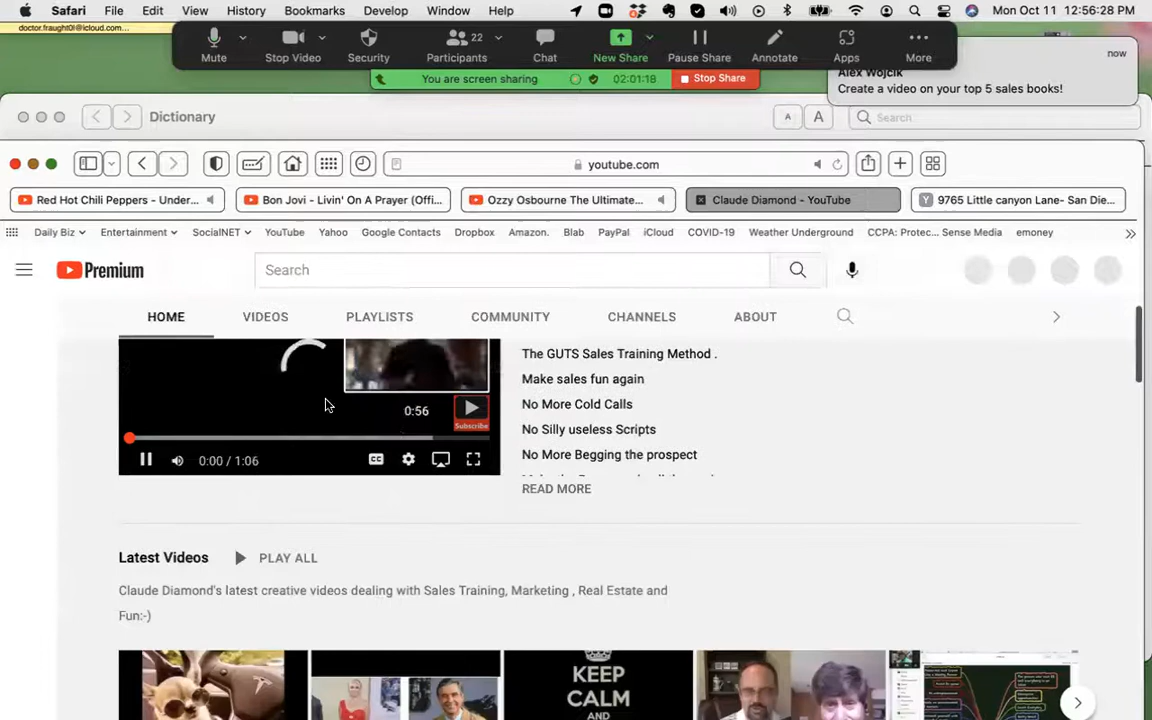 Safari File Edit View History Bookmarks Develop Window Help Mon Oct 11 12:56:28 PM
doctor.fraught0l@icloud.com...
22
Mute Stop Video Security Participants Chat New Share Pause Share Annotate Apps More
now
Alex Wojcik
Create a video on your top 5 sales books!
You are screen sharing 02:01:18 Stop Share
Dictionary A A Search
youtube.com
Red Hot Chili Peppers - Under... Bon Jovi - Livin' On A Prayer (Offi... Ozzy Osbourne The Ultimate... Claude Diamond - YouTube Y 9765 Little canyon Lane- San Die...
Daily Biz Entertainment SocialNET YouTube Yahoo Google Contacts Dropbox Amazon. Blab PayPal iCloud COVID-19 Weather Underground CCPA: Protec... Sense Media emoney
Premium Search
HOME VIDEOS PLAYLISTS COMMUNITY CHANNELS ABOUT
The GUTS Sales Training Method .
Make sales fun again
No More Cold Calls
No Silly useless Scripts
No More Begging the prospect
READ MORE
0:56
Subscribe
0:00 / 1:06
CC
Latest Videos PLAY ALL
Claude Diamond's latest creative videos dealing with Sales Training, Marketing , Real Estate and
Fun:-)
KEEP
CALM
AND